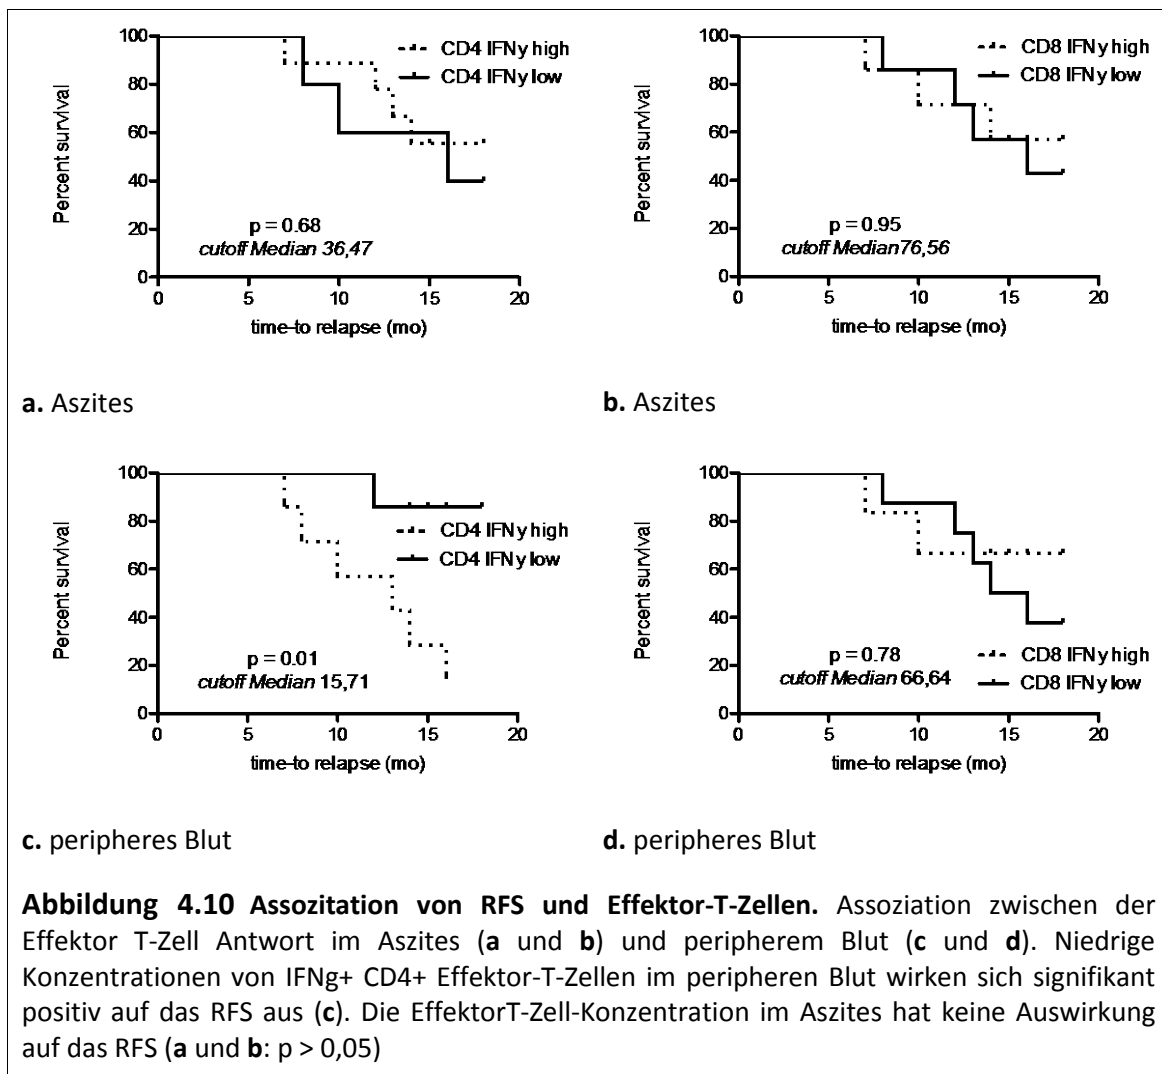 100
80
60
40
20
0
Percent survival
CD4 IFNy high
CD4 IFNy low
p = 0.68
cutoff Median 36,47
0 5 10 15 20
time-to relapse (mo)
a. Aszites
100
80
60
40
20
0
Percent survival
CD8 IFNy high
CD8 IFNy low
p = 0.95
cutoff Median 76,56
0 5 10 15 20
time-to relapse (mo)
b. Aszites
100
80
60
40
20
0
Percent survival
CD4 IFNy high
CD4 IFNy low
p = 0.01
cutoff Median 15,71
0 5 10 15 20
time-to relapse (mo)
c. peripheres Blut
100
80
60
40
20
0
Percent survival
CD8 IFNy high
CD8 IFNy low
p = 0.78
cutoff Median 66,64
0 5 10 15 20
time-to relapse (mo)
d. peripheres Blut
Abbildung 4.10 Assozitation von RFS und Effektor-T-Zellen. Assoziation zwischen der
Effektor T-Zell Antwort im Aszites (a und b) und peripherem Blut (c und d). Niedrige
Konzentrationen von IFNg+ CD4+ Effektor-T-Zellen im peripheren Blut wirken sich signifikant
positiv auf das RFS aus (c). Die EffektorT-Zell-Konzentration im Aszites hat keine Auswirkung
auf das RFS (a und b: p > 0,05)